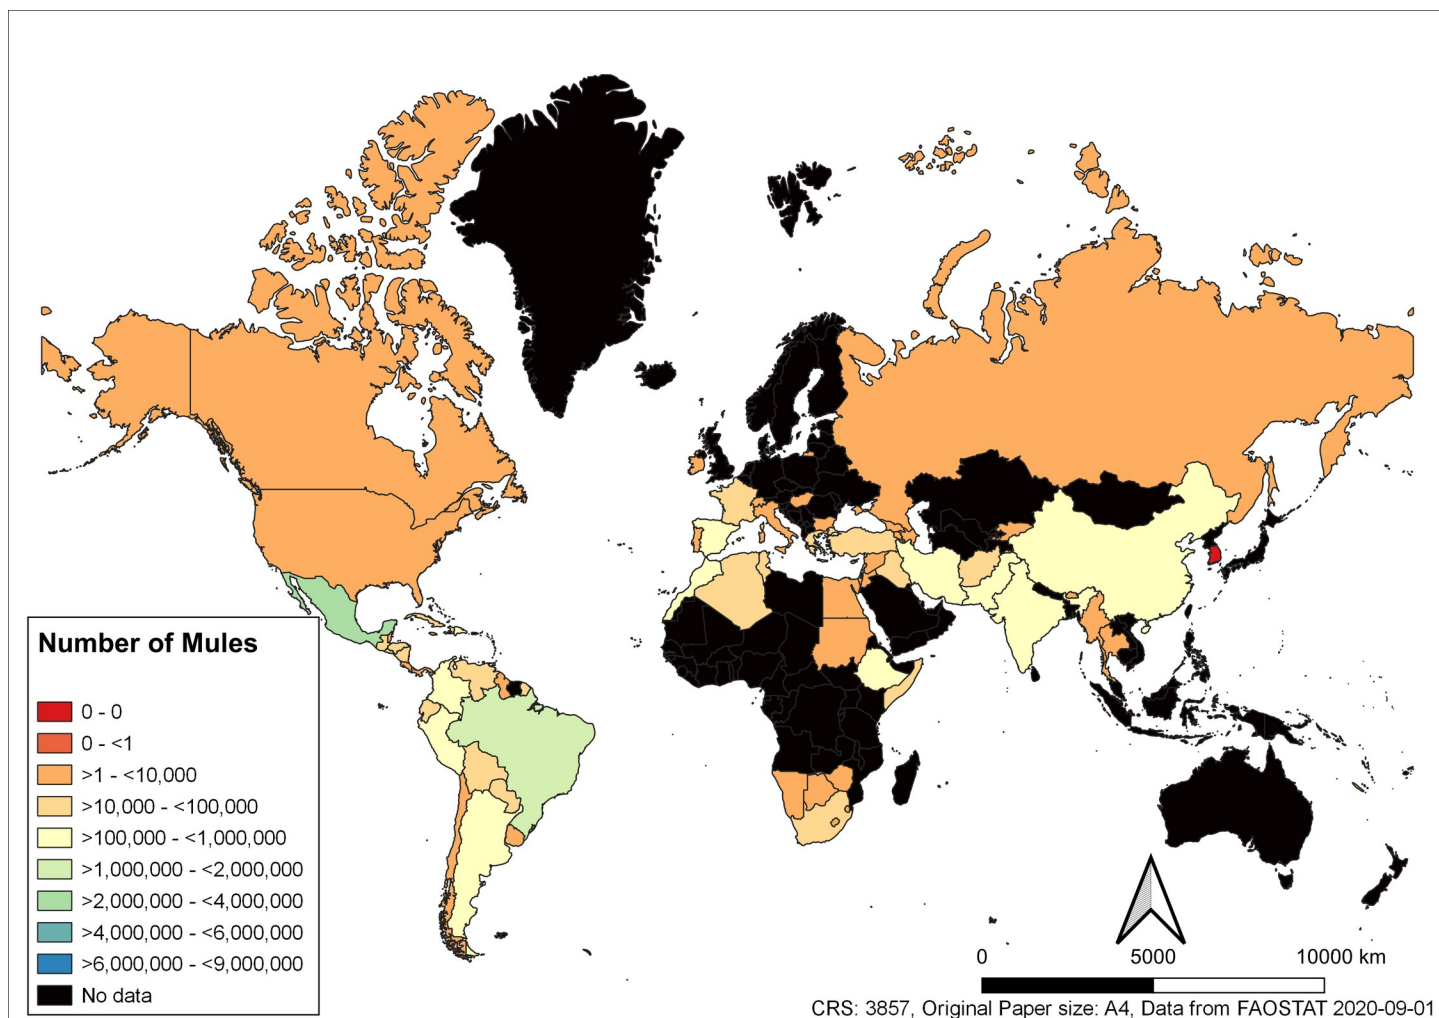 Number of Mules
0 - 0
0 - <1
>1 - <10,000
>10,000 - <100,000
>100,000 - <1,000,000
>1,000,000 - <2,000,000
>2,000,000 - <4,000,000
>4,000,000 - <6,000,000
>6,000,000 - <9,000,000
No data
0 5000 10000 km
CRS: 3857, Original Paper size: A4, Data from FAOSTAT 2020-09-01